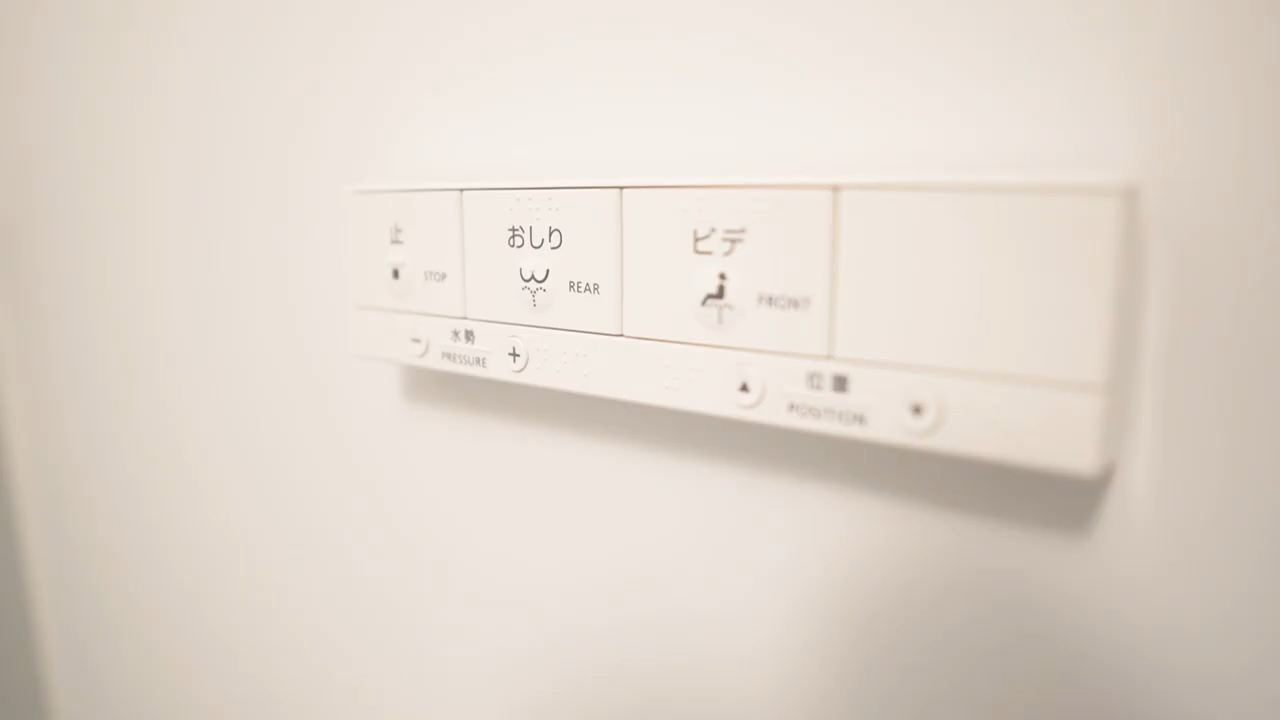 止
STOP
おしり
REAR
ビデ
FRONT
水勢
PRESSURE
位置
POSITION